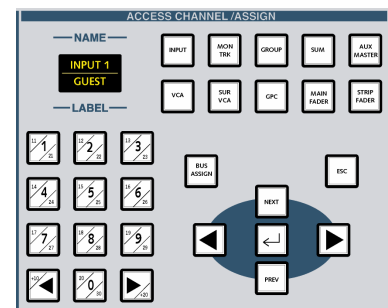 ACCESS CHANNEL /ASSIGN
NAME
INPUT 1
GUEST
LABEL
INPUT
MON
TRK
GROUP
SUM
AUX
MASTER
VCA
SUR
VCA
GPC
MAIN
FADER
STRIP
FADER
11 1 21
12 2 22
13 3 23
14 4 24
15 5 25
16 6 26
17 7 27
18 8 28
19 9 29
+10
20 0 30
+20
BUS
ASSIGN
ESC
NEXT
PREV